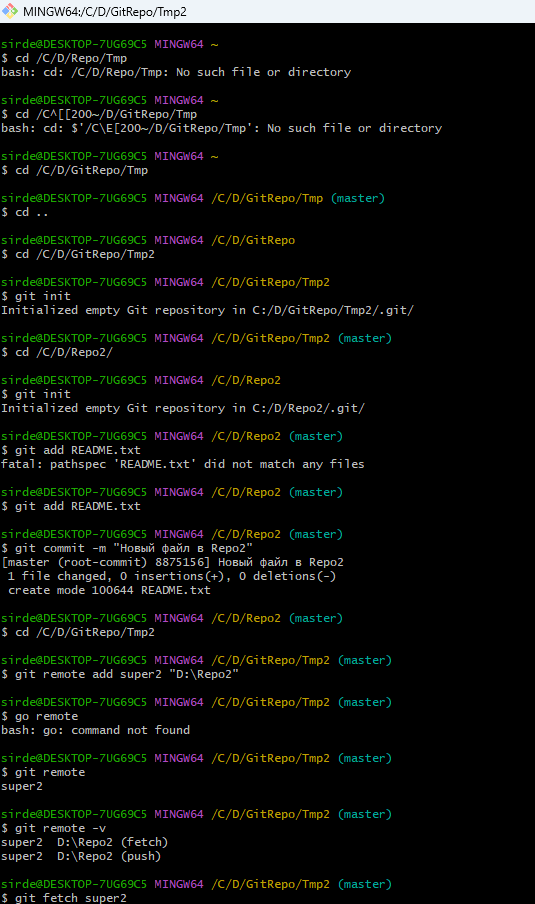 MINGW64:/C/D/GitRepo/Tmp2
sirde@DESKTOP-7UG69C5 MINGW64 ~
$ cd /C/D/Repo/Tmp
bash: cd: /C/D/Repo/Tmp: No such file or directory
sirde@DESKTOP-7UG69C5 MINGW64 ~
$ cd /C^[[200~/D/GitRepo/Tmp
bash: cd: $'/C\E[200~/D/GitRepo/Tmp': No such file or directory
sirde@DESKTOP-7UG69C5 MINGW64 ~
$ cd /C/D/GitRepo/Tmp
sirde@DESKTOP-7UG69C5 MINGW64 /C/D/GitRepo/Tmp (master)
$ cd ..
sirde@DESKTOP-7UG69C5 MINGW64 /C/D/GitRepo
$ cd /C/D/GitRepo/Tmp2
sirde@DESKTOP-7UG69C5 MINGW64 /C/D/GitRepo/Tmp2
$ git init
Initialized empty Git repository in C:/D/GitRepo/Tmp2/.git/
sirde@DESKTOP-7UG69C5 MINGW64 /C/D/GitRepo/Tmp2 (master)
$ cd /C/D/Repo2/
sirde@DESKTOP-7UG69C5 MINGW64 /C/D/Repo2
$ git init
Initialized empty Git repository in C:/D/Repo2/.git/
sirde@DESKTOP-7UG69C5 MINGW64 /C/D/Repo2 (master)
$ git add README.txt
fatal: pathspec 'README.txt' did not match any files
sirde@DESKTOP-7UG69C5 MINGW64 /C/D/Repo2 (master)
$ git add README.txt
sirde@DESKTOP-7UG69C5 MINGW64 /C/D/Repo2 (master)
$ git commit -m "Новый файл в Repo2"
[master (root-commit) 8875156] Новый файл в Repo2
 1 file changed, 0 insertions(+), 0 deletions(-)
 create mode 100644 README.txt
sirde@DESKTOP-7UG69C5 MINGW64 /C/D/Repo2 (master)
$ cd /C/D/GitRepo/Tmp2
sirde@DESKTOP-7UG69C5 MINGW64 /C/D/GitRepo/Tmp2 (master)
$ git remote add super2 "D:\Repo2"
sirde@DESKTOP-7UG69C5 MINGW64 /C/D/GitRepo/Tmp2 (master)
$ go remote
bash: go: command not found
sirde@DESKTOP-7UG69C5 MINGW64 /C/D/GitRepo/Tmp2 (master)
$ git remote
super2
sirde@DESKTOP-7UG69C5 MINGW64 /C/D/GitRepo/Tmp2 (master)
$ git remote -v
super2  D:\Repo2 (fetch)
super2  D:\Repo2 (push)
sirde@DESKTOP-7UG69C5 MINGW64 /C/D/GitRepo/Tmp2 (master)
$ git fetch super2